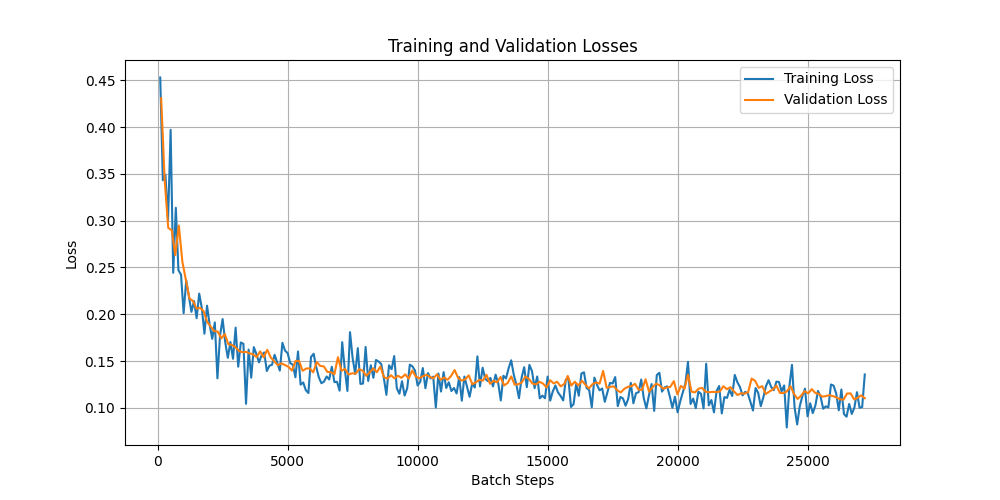 Training and Validation Losses
Training Loss
Validation Loss
Loss
0.45
0.40
0.35
0.30
0.25
0.20
0.15
0.10
0
5000
10000
15000
20000
25000
Batch Steps